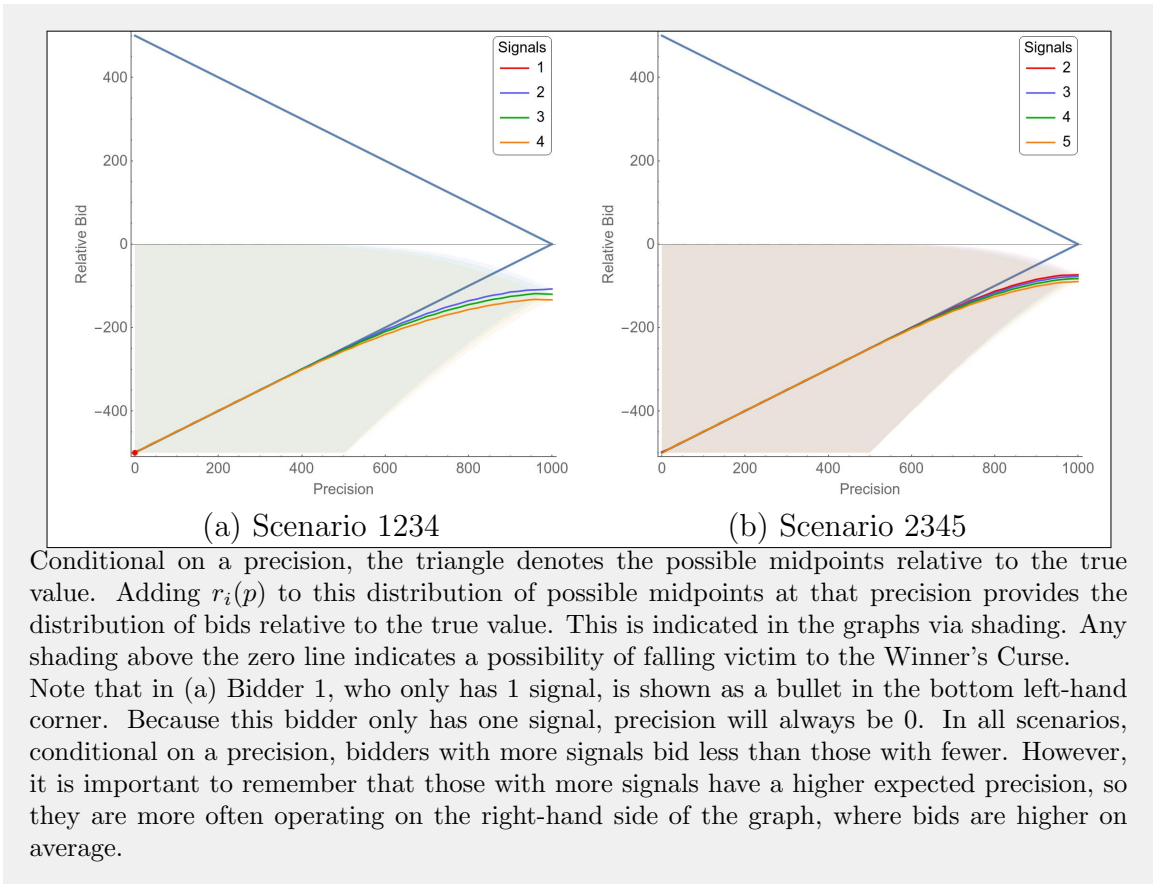 Signals
1
2
3
4
400
200
0
−200
−400
Relative Bid
0
200
400
600
800
1000
Precision
(a) Scenario 1234
Signals
2
3
4
5
400
200
0
−200
−400
Relative Bid
0
200
400
600
800
1000
Precision
(b) Scenario 2345
Conditional on a precision, the triangle denotes the possible midpoints relative to the true
value. Adding r_i(p) to this distribution of possible midpoints at that precision provides the
distribution of bids relative to the true value. This is indicated in the graphs via shading. Any
shading above the zero line indicates a possibility of falling victim to the Winner's Curse.
Note that in (a) Bidder 1, who only has 1 signal, is shown as a bullet in the bottom left-hand
corner. Because this bidder only has one signal, precision will always be 0. In all scenarios,
conditional on a precision, bidders with more signals bid less than those with fewer. However,
it is important to remember that those with more signals have a higher expected precision, so
they are more often operating on the right-hand side of the graph, where bids are higher on
average.